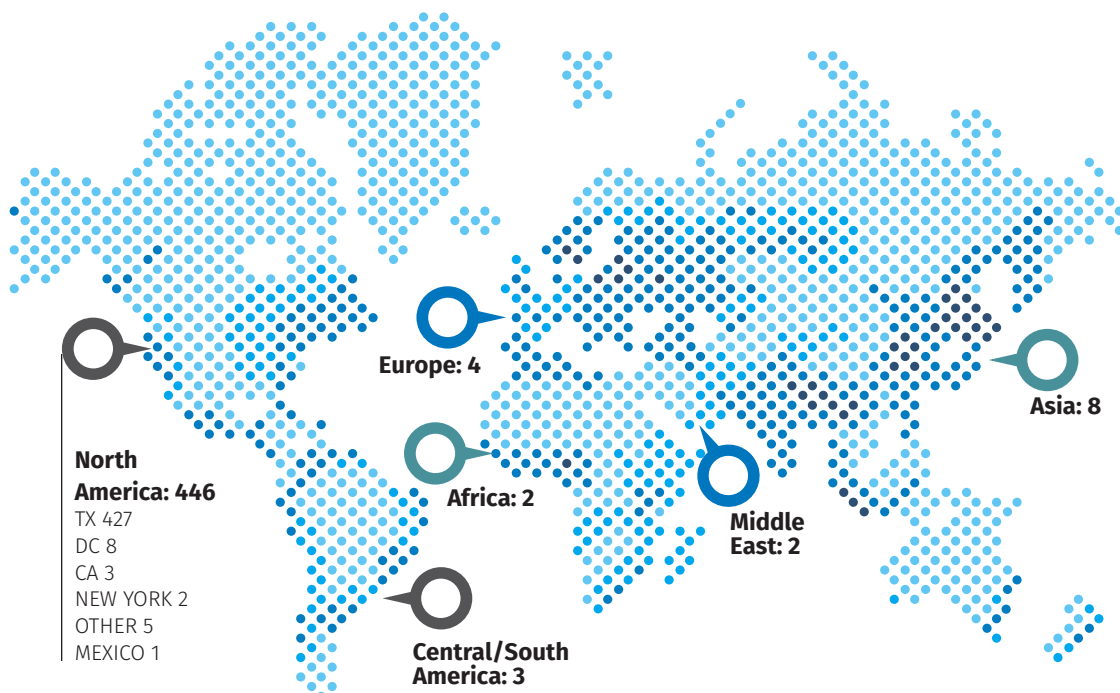 Europe: 4
Asia: 8
North
America: 446
TX 427
DC 8
CA 3
NEW YORK 2
OTHER 5
MEXICO 1
Africa: 2
Middle
East: 2
Central/South
America: 3